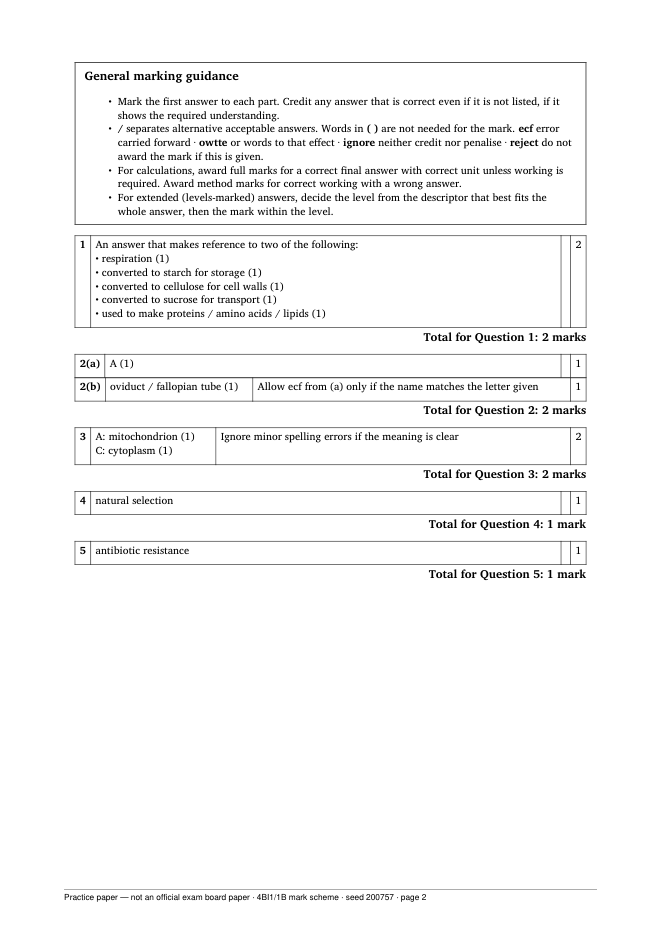 General marking guidance
• Mark the first answer to each part. Credit any answer that is correct even if it is not listed, if it
shows the required understanding.
• / separates alternative acceptable answers. Words in ( ) are not needed for the mark. ecf error
carried forward · owtte or words to that effect · ignore neither credit nor penalise · reject do not
award the mark if this is given.
• For calculations, award full marks for a correct final answer with correct unit unless working is
required. Award method marks for correct working with a wrong answer.
• For extended (levels-marked) answers, decide the level from the descriptor that best fits the
whole answer, then the mark within the level.
1 An answer that makes reference to two of the following: 2
• respiration (1)
• converted to starch for storage (1)
• converted to cellulose for cell walls (1)
• converted to sucrose for transport (1)
• used to make proteins / amino acids / lipids (1)
Total for Question 1: 2 marks
2(a) A (1) 1
2(b) oviduct / fallopian tube (1) Allow ecf from (a) only if the name matches the letter given 1
Total for Question 2: 2 marks
3 A: mitochondrion (1) Ignore minor spelling errors if the meaning is clear 2
C: cytoplasm (1)
Total for Question 3: 2 marks
4 natural selection 1
Total for Question 4: 1 mark
5 antibiotic resistance 1
Total for Question 5: 1 mark
Practice paper — not an official exam board paper · 4BI1/1B mark scheme · seed 200757 · page 2